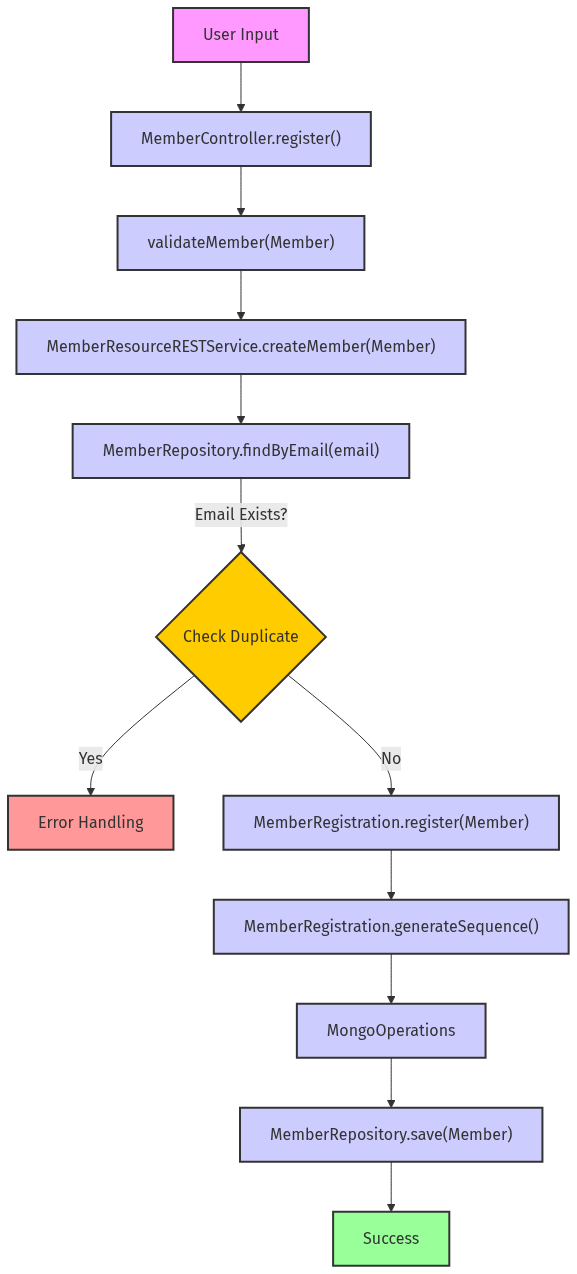 User Input
MemberController.register()
validateMember(Member)
MemberResourceRESTService.createMember(Member)
MemberRepository.findByEmail(email)
Email Exists?
Check Duplicate
Yes
No
Error Handling
MemberRegistration.register(Member)
MemberRegistration.generateSequence()
MongoOperations
MemberRepository.save(Member)
Success